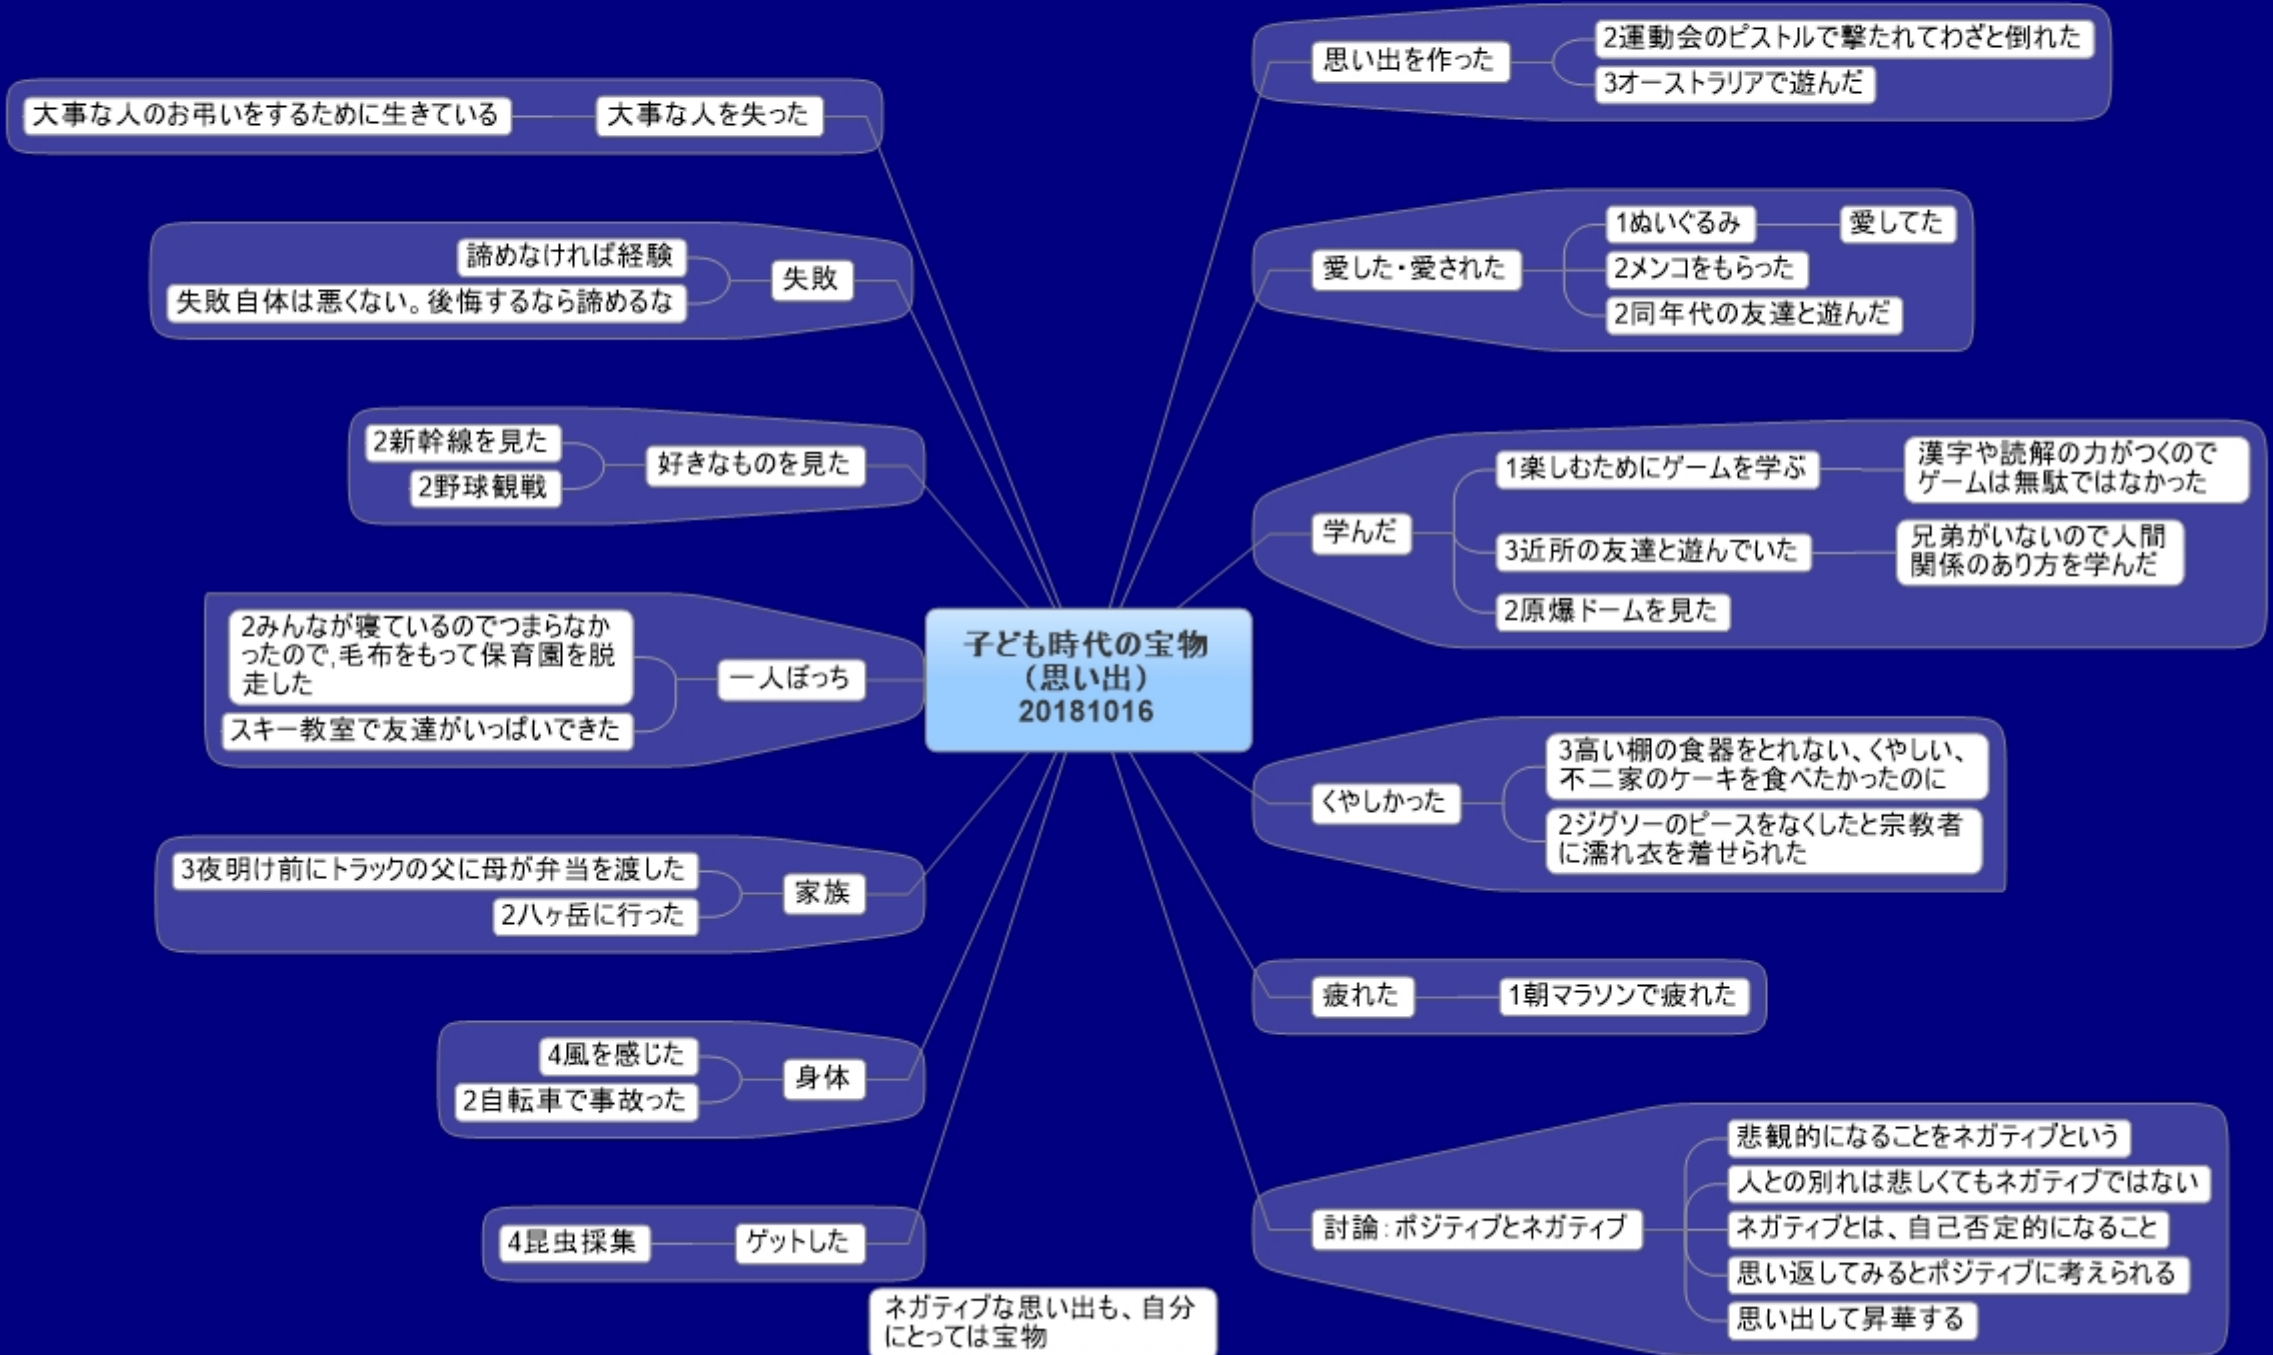 子ども時代の宝物
（思い出）
20181016
思い出を作った
2運動会のピストルで撃たれてわざと倒れた
3オーストラリアで遊んだ
愛した・愛された
1ぬいぐるみ
愛してた
2メンコをもらった
2同年代の友達と遊んだ
学んだ
1楽しむためにゲームを学ぶ
漢字や読解の力がつくので
ゲームは無駄ではなかった
3近所の友達と遊んでいた
兄弟がいないので人間
関係のあり方を学んだ
2原爆ドームを見た
くやしかった
3高い棚の食器をとれない、くやしい、
不二家のケーキを食べたかったのに
2ジグソーのピースをなくしたと宗教者
に濡れ衣を着せられた
疲れた
1朝マラソンで疲れた
討論：ポジティブとネガティブ
悲観的になることをネガティブという
人との別れは悲しくてもネガティブではない
ネガティブとは、自己否定的になること
思い返してみるとポジティブに考えられる
思い出して昇華する
大事な人を失った
大事な人のお弔いをするために生きている
失敗
諦めなければ経験
失敗自体は悪くない。後悔するなら諦めるな
好きなものを見た
2新幹線を見た
2野球観戦
一人ぼっち
2みんなが寝ているのでつまらなか
ったので,毛布をもって保育園を脱
走した
スキー教室で友達がいっぱいできた
家族
3夜明け前にトラックの父に母が弁当を渡した
2八ヶ岳に行った
身体
4風を感じた
2自転車で事故った
ゲットした
4昆虫採集
ネガティブな思い出も、自分
にとっては宝物